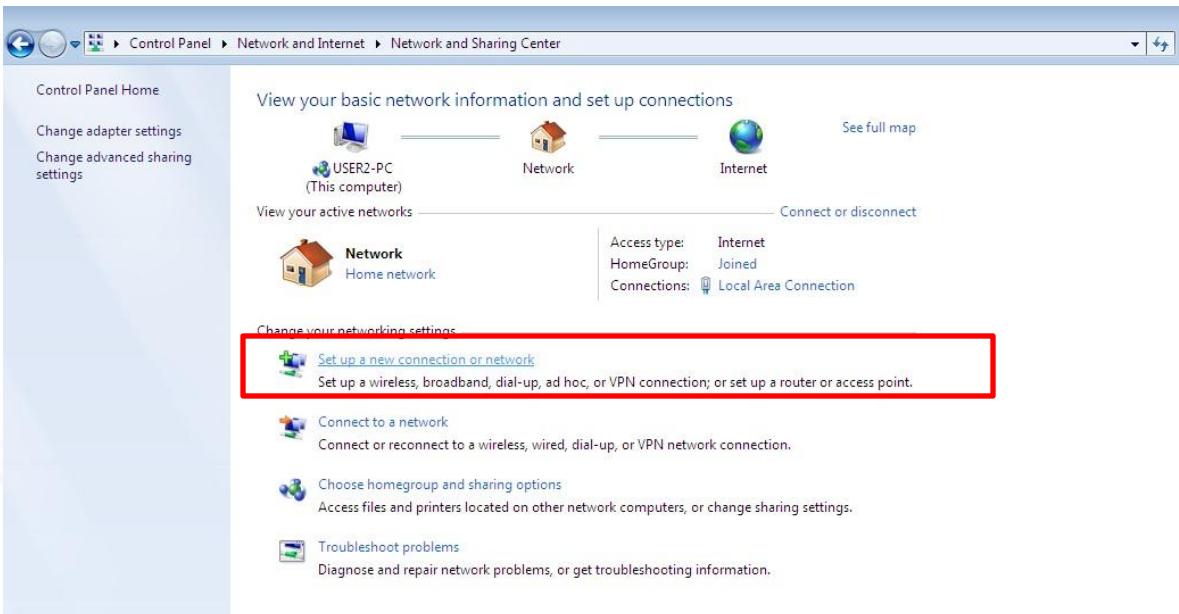 Control Panel ▸ Network and Internet ▸ Network and Sharing Center
Control Panel Home
Change adapter settings
Change advanced sharing
settings
View your basic network information and set up connections
See full map
USER2-PC
(This computer)
Network
Internet
View your active networks
Connect or disconnect
Network
Home network
Access type: Internet
HomeGroup: Joined
Connections: Local Area Connection
Change your networking settings
Set up a new connection or network
Set up a wireless, broadband, dial-up, ad hoc, or VPN connection; or set up a router or access point.
Connect to a network
Connect or reconnect to a wireless, wired, dial-up, or VPN network connection.
Choose homegroup and sharing options
Access files and printers located on other network computers, or change sharing settings.
Troubleshoot problems
Diagnose and repair network problems, or get troubleshooting information.